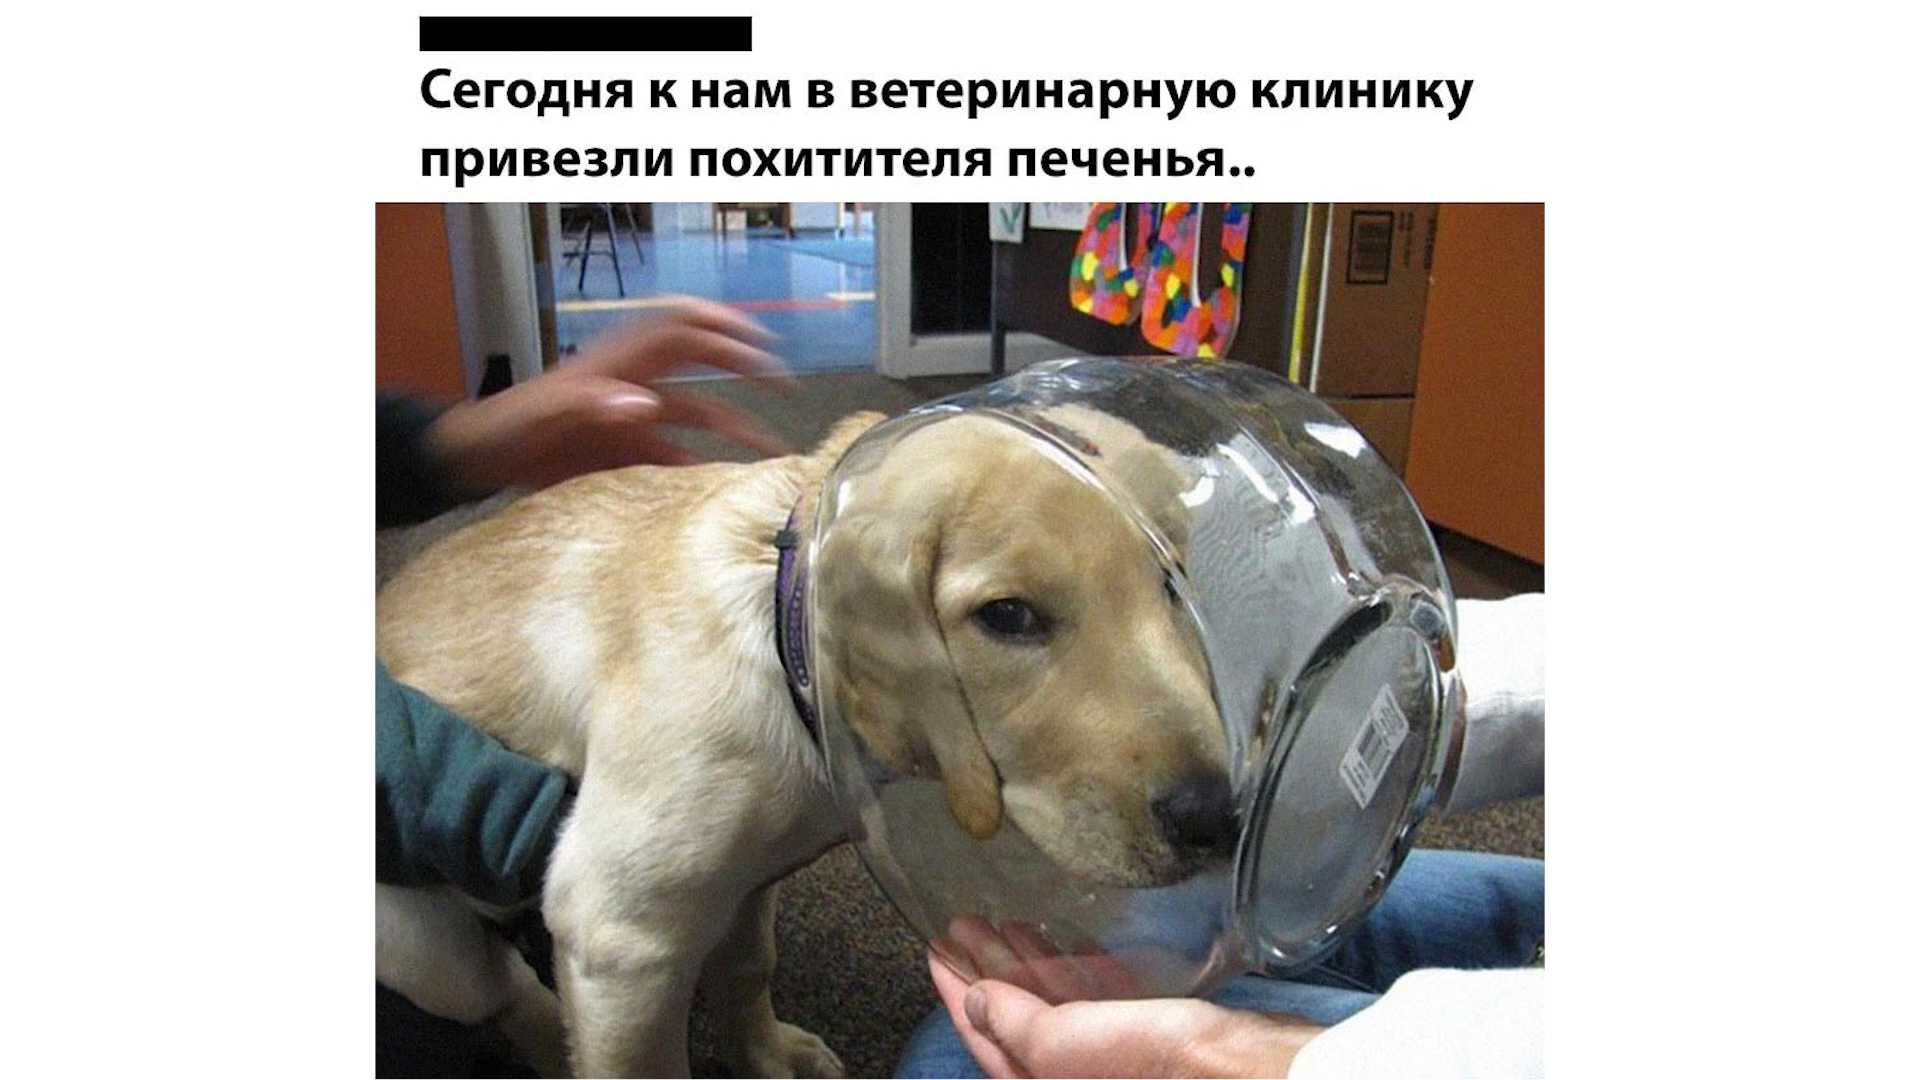 Сегодня к нам в ветеринарную клинику
привезли похитителя печенья..